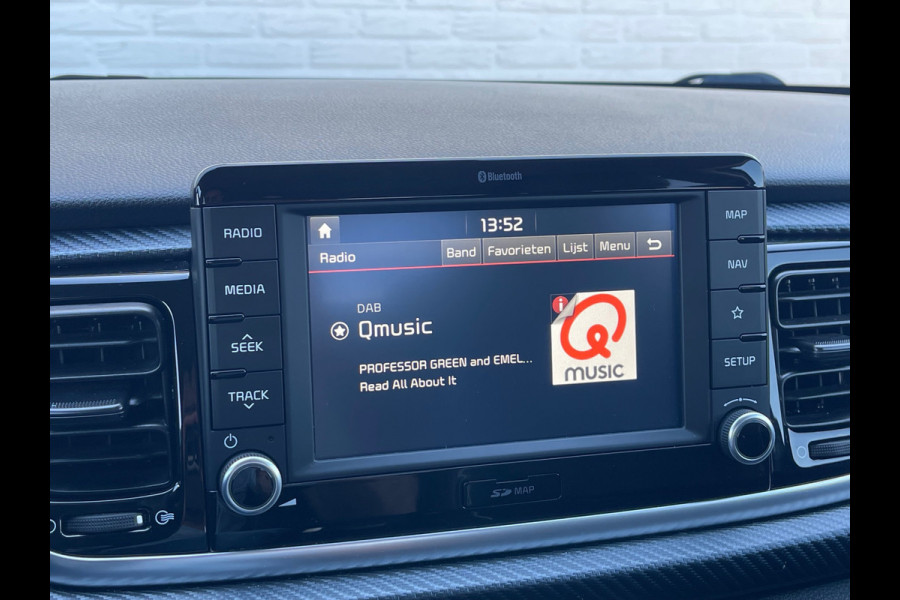 Bluetooth
RADIO
MEDIA
SEEK
TRACK
13:52
Radio
Band
Favorieten
Lijst
Menu
DAB
Qmusic
PROFESSOR GREEN and EMEL..
Read All About It
i
Q
MUSIC
MAP
NAV
SETUP
SD MAP